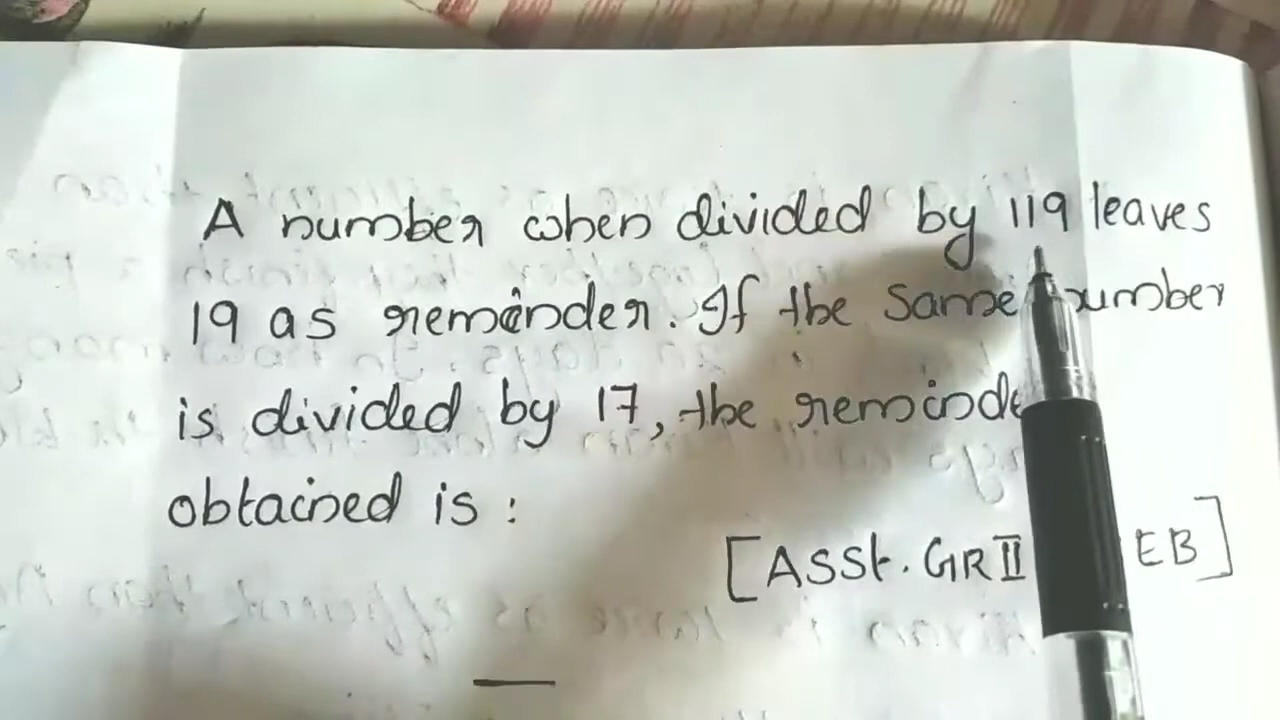 A number when divided by 119 leaves
19 as reminder. If the same number
is divided by 17, the
obtained is :
[Asst. GR II EB]